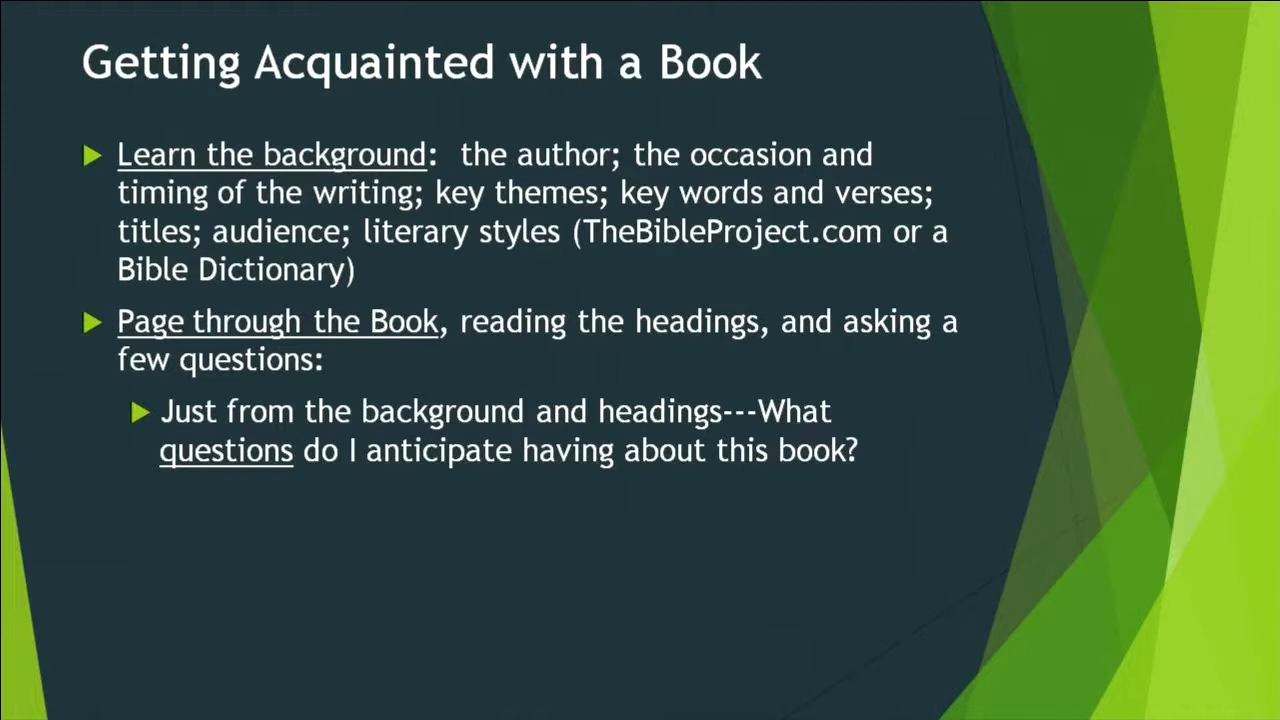 Getting Acquainted with a Book
Learn the background:  the author; the occasion and
timing of the writing; key themes; key words and verses;
titles; audience; literary styles (TheBibleProject.com or a
Bible Dictionary)
Page through the Book, reading the headings, and asking a
few questions:
Just from the background and headings---What
questions do I anticipate having about this book?